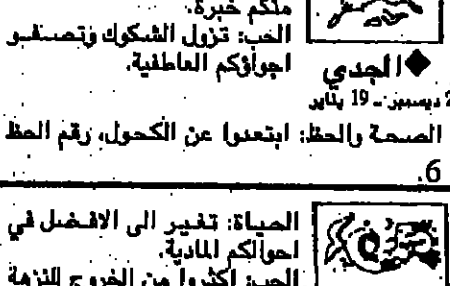 منكم خبرة.
الحب: تزول الشكوك وتصفو
اجواؤكم العاطفية.
◆الجدي
ديسمبر - 19 يناير
الصحة والحظ: ابتعدوا عن الكحول، رقم الحظ
6.
الحياة: تغير الى الافضل في
احوالكم المادية.
الحب: اكثروا من الخروج للنزهة